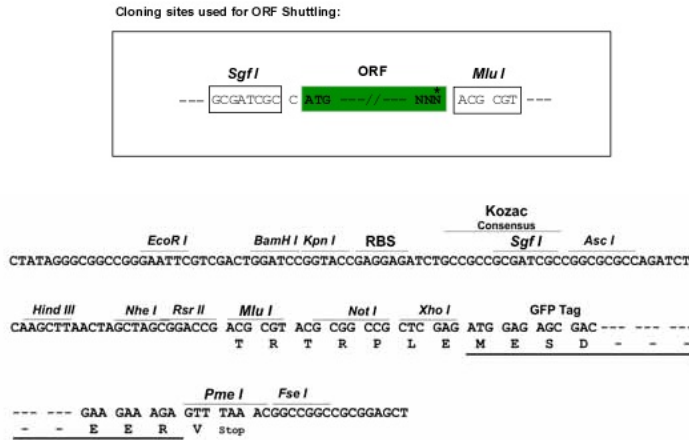 Cloning sites used for ORF Shuttling:
Sgf I ORF Mlu I
--- GCGATCGC C ATG ---//--- NNN* ACG CGT ---
Kozac
Consensus
EcoR I BamH I Kpn I RBS Sgf I Asc I
CTATAGGGCGGCCGGGAATTCGTCGACTGGATCCGGTACCGAGGAGATCTGCCGCCGCGATCGCCGGCGCGCCAGATCT
Hind III Nhe I Rsr II Mlu I Not I Xho I GFP Tag
CAAGCTTAACTAGCTAGCGGACCG ACG CGT ACG CGG CCG CTC GAG ATG GAG AGC GAC--- --- ---
T R T R P L E M E S D - - -
Pme I Fse I
--- --- GAA GAA AGA GTT TAA ACGGCCGGCCGCGGAGCT
- - E E R V Stop